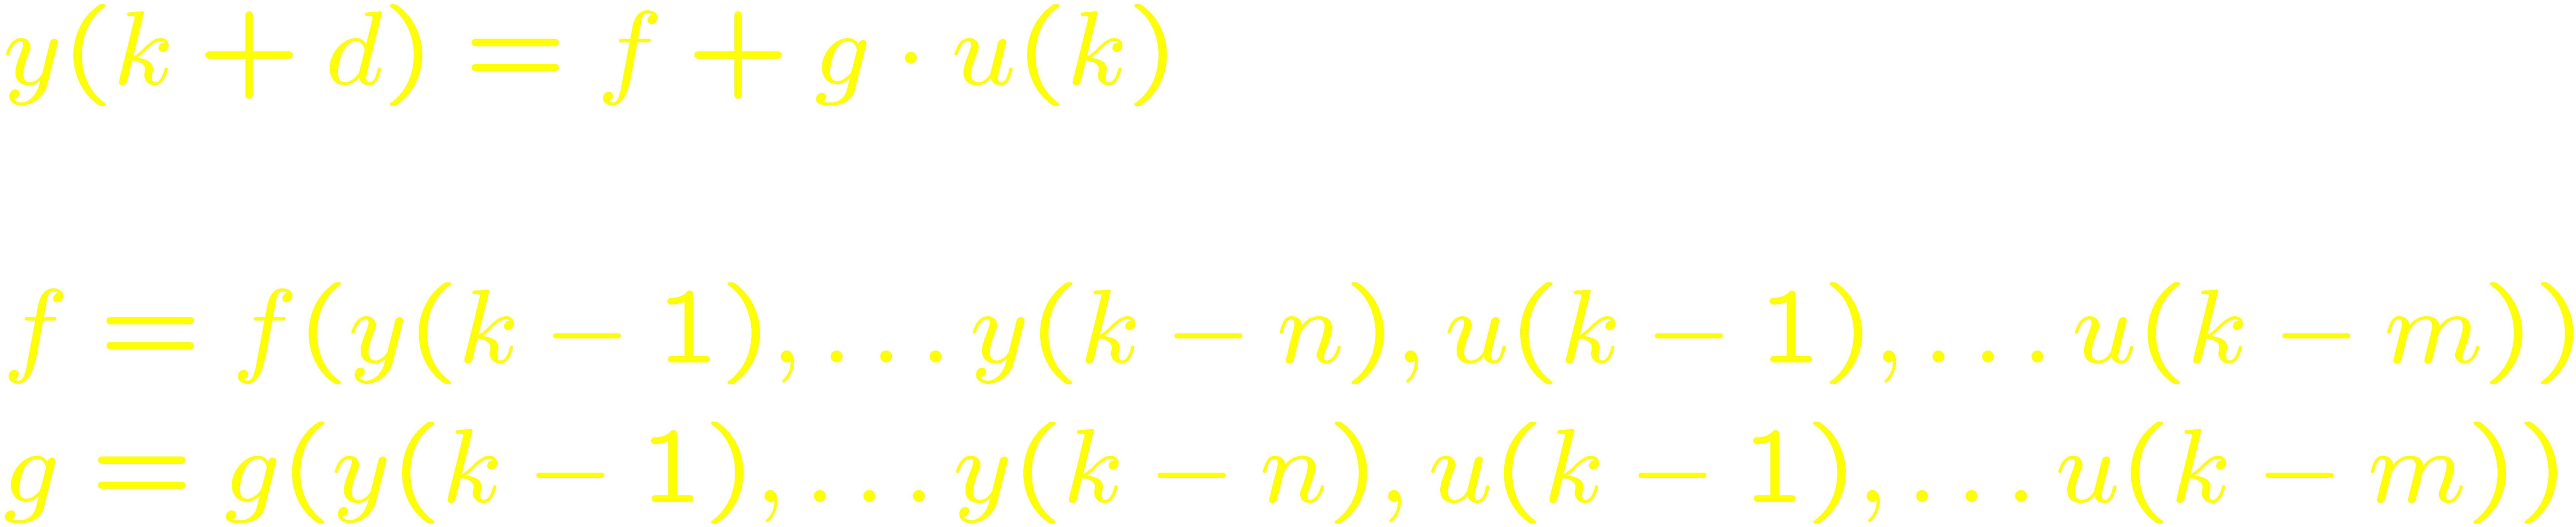 y(k + d) = f + g · u(k)
f = f(y(k − 1), . . . y(k − n), u(k − 1), . . . u(k − m))
g = g(y(k − 1), . . . y(k − n), u(k − 1), . . . u(k − m))